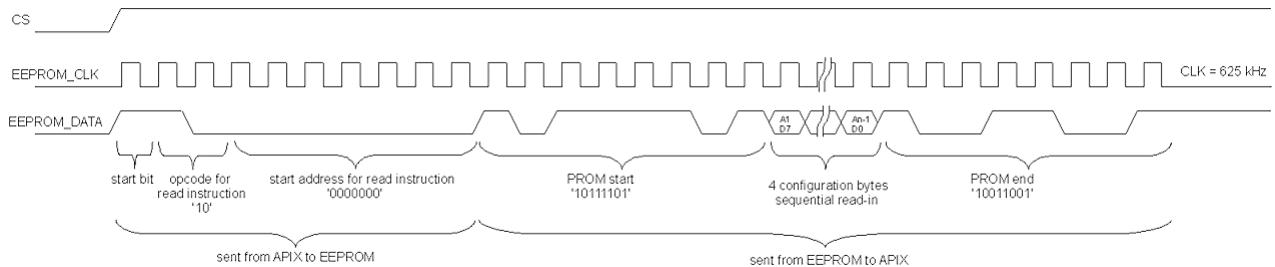 CS
EEPROM_CLK
CLK = 625 kHz
EEPROM_DATA
A1
D7
An-1
D0
start bit
opcode for
read instruction
'10'
start address for read instruction
'0000000'
PROM start
'10111101'
4 configuration bytes
sequential read-in
PROM end
'10011001'
sent from APIX to EEPROM
sent from EEPROM to APIX